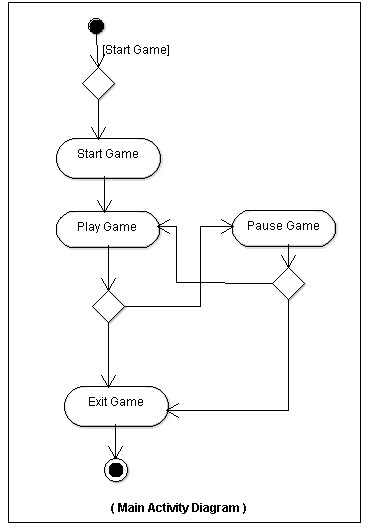 [Start Game]
Start Game
Play Game
Pause Game
Exit Game
( Main Activity Diagram )